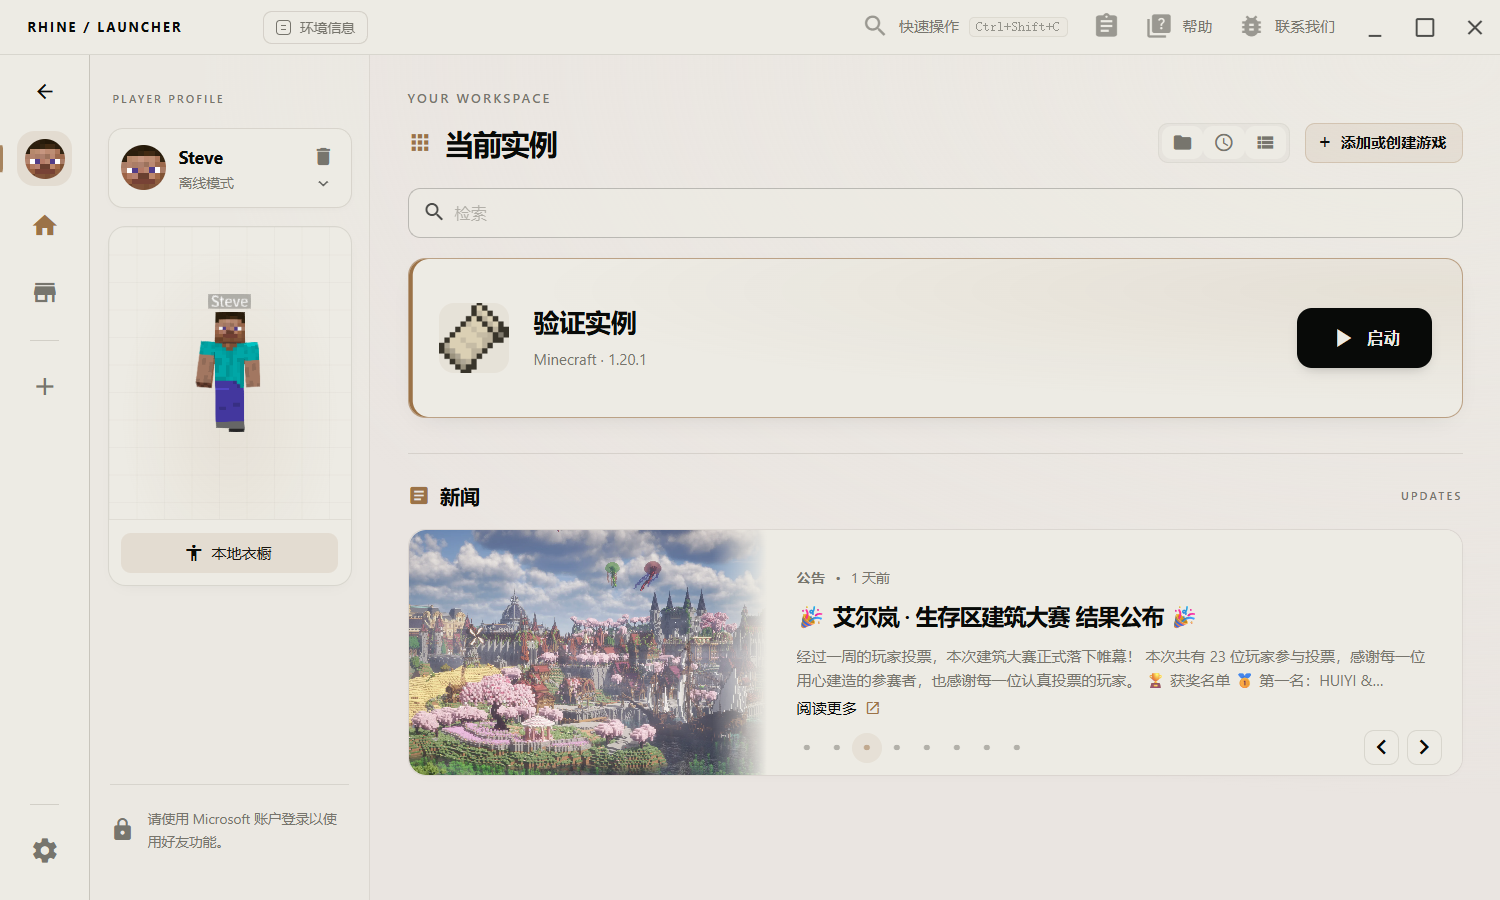 RHINE / LAUNCHER
环境信息
快速操作 Ctrl+Shift+C
帮助
联系我们
PLAYER PROFILE
Steve
离线模式
Steve
本地衣橱
请使用 Microsoft 账户登录以使
用好友功能。
YOUR WORKSPACE
当前实例
+ 添加或创建游戏
检索
验证实例
Minecraft · 1.20.1
启动
新闻
UPDATES
公告 • 1 天前
🎉 艾尔岚 · 生存区建筑大赛 结果公布 🎉
经过一周的玩家投票，本次建筑大赛正式落下帷幕！ 本次共有 23 位玩家参与投票，感谢每一位
用心建造的参赛者，也感谢每一位认真投票的玩家。 🏆 获奖名单 🥇 第一名：HUIYI &...
阅读更多